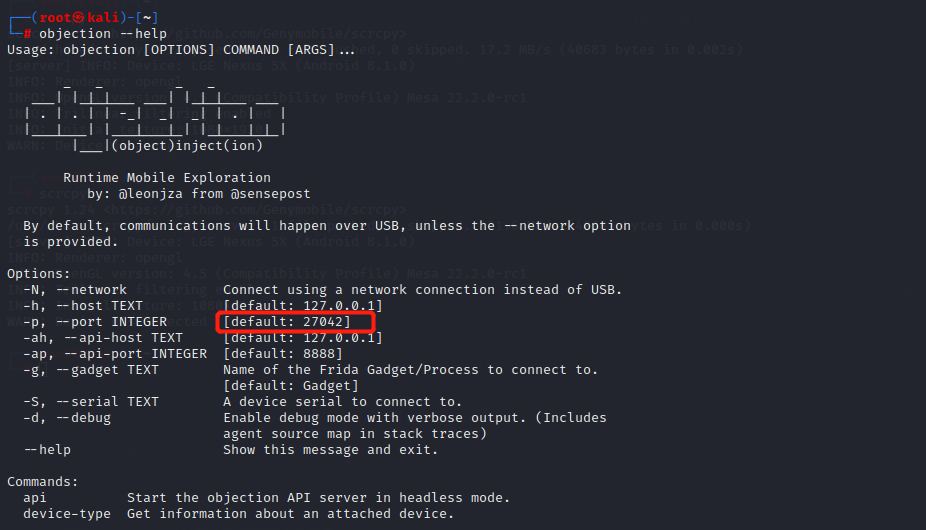 (root㉿kali)-[~]
# objection --help
Usage: objection [OPTIONS] COMMAND [ARGS]...
(object)inject(ion)
Runtime Mobile Exploration
by: @leonjza from @sensepost
By default, communications will happen over USB, unless the --network option
is provided.
Options:
-N, --network Connect using a network connection instead of USB.
-h, --host TEXT [default: 127.0.0.1]
-p, --port INTEGER [default: 27042]
-ah, --api-host TEXT [default: 127.0.0.1]
-ap, --api-port INTEGER [default: 8888]
-g, --gadget TEXT Name of the Frida Gadget/Process to connect to.
[default: Gadget]
-S, --serial TEXT A device serial to connect to.
-d, --debug Enable debug mode with verbose output. (Includes
agent source map in stack traces)
--help Show this message and exit.
Commands:
api Start the objection API server in headless mode.
device-type Get information about an attached device.